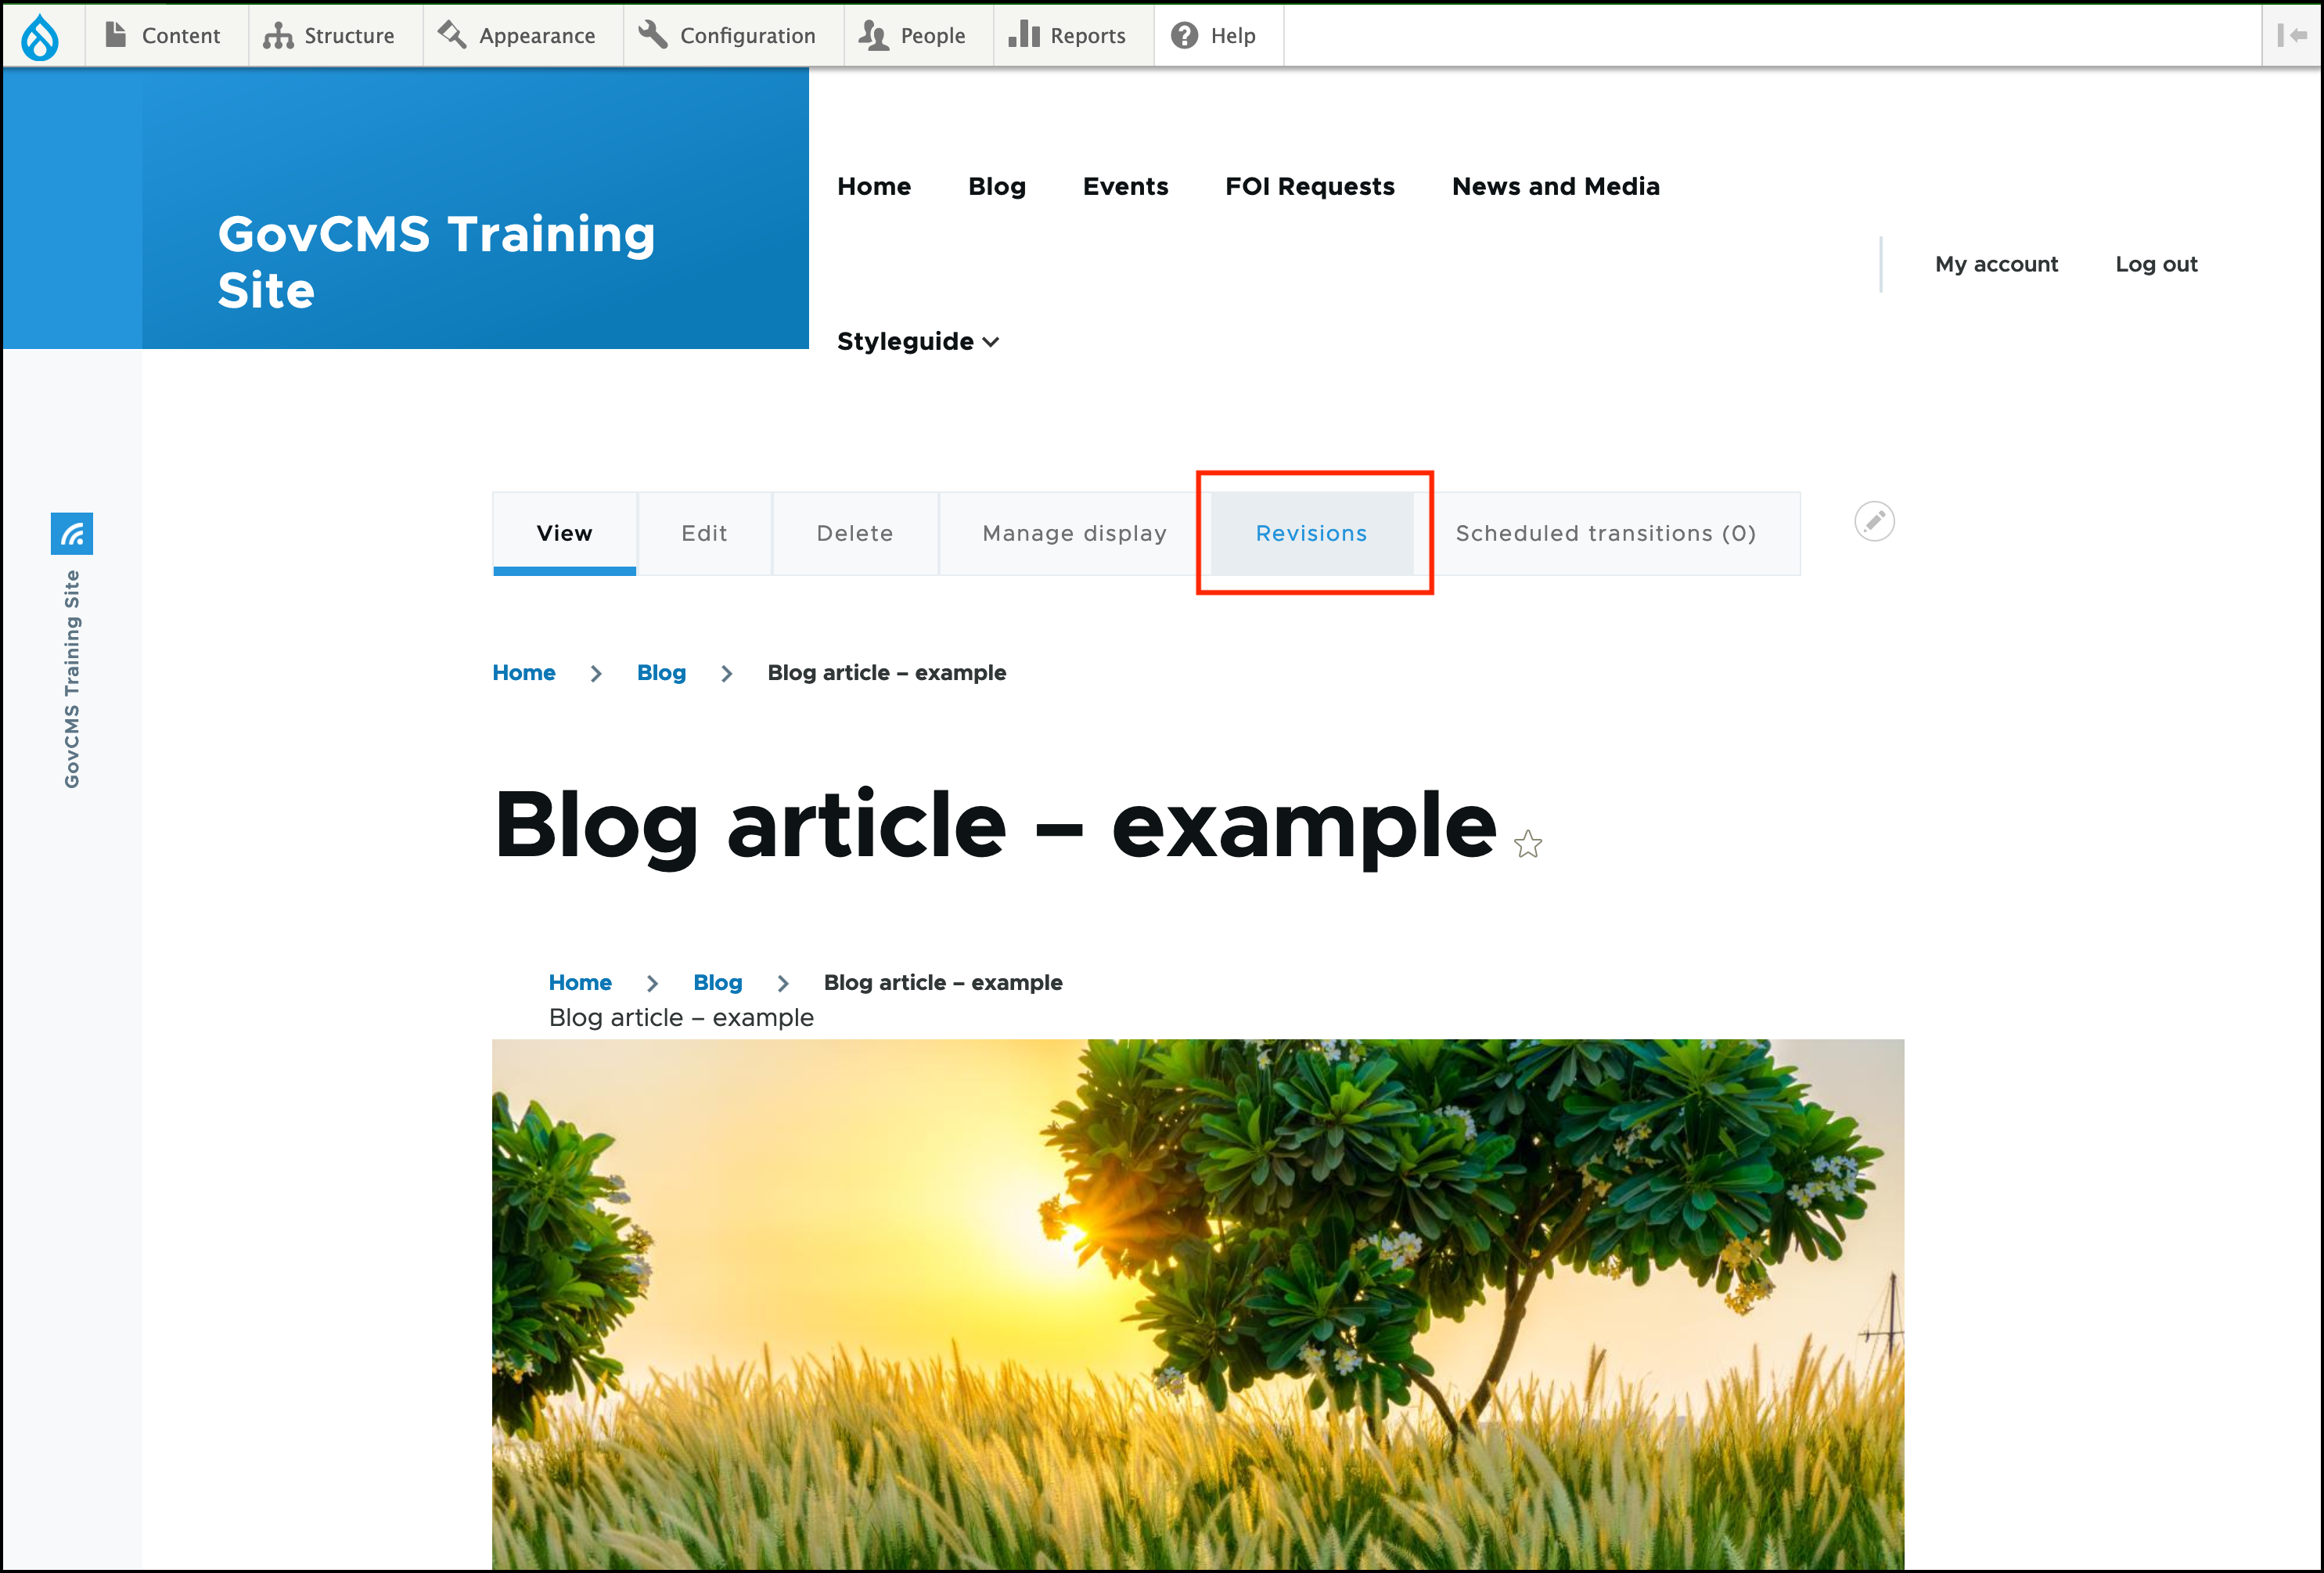 Content Structure Appearance Configuration People Reports Help
GovCMS Training
Site
Home Blog Events FOI Requests News and Media
My account Log out
Styleguide
View Edit Delete Manage display Revisions Scheduled transitions (0)
GovCMS Training Site
Home Blog Blog article – example
Blog article – example
Home Blog Blog article – example
Blog article – example